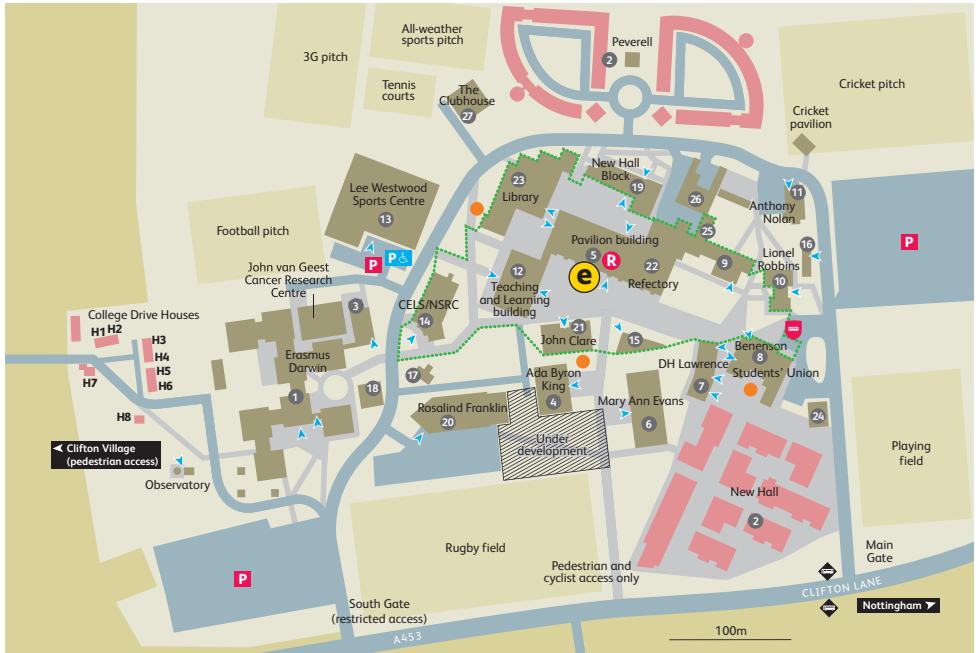 All-weather
sports pitch
3G pitch
Tennis
courts
The
Clubhouse
27
Peverell
2
Cricket pitch
Cricket
pavilion
Lee Westwood
Sports Centre
13
P
P
Football pitch
23
Library
New Hall
Block
19
26
25
Anthony
Nolan
11
16
P
Pavilion building
5
R
e
22
Refectory
9
Lionel
Robbins
10
12
Teaching
and Learning
building
John van Geest
Cancer Research
Centre
3
CELS/NSRC
14
21
John Clare
15
College Drive Houses
H1
H2
H3
H4
H5
H6
H7
H8
Erasmus
Darwin
1
18
17
Rosalind Franklin
20
Ada Byron
King
4
Under
development
Mary Ann Evans
6
DH Lawrence
7
Benenson
8
Students' Union
24
Clifton Village
(pedestrian access)
Observatory
New Hall
2
Playing
field
P
Rugby field
Pedestrian and
cyclist access only
Main
Gate
South Gate
(restricted access)
A453
CLIFTON LANE
Nottingham
100m